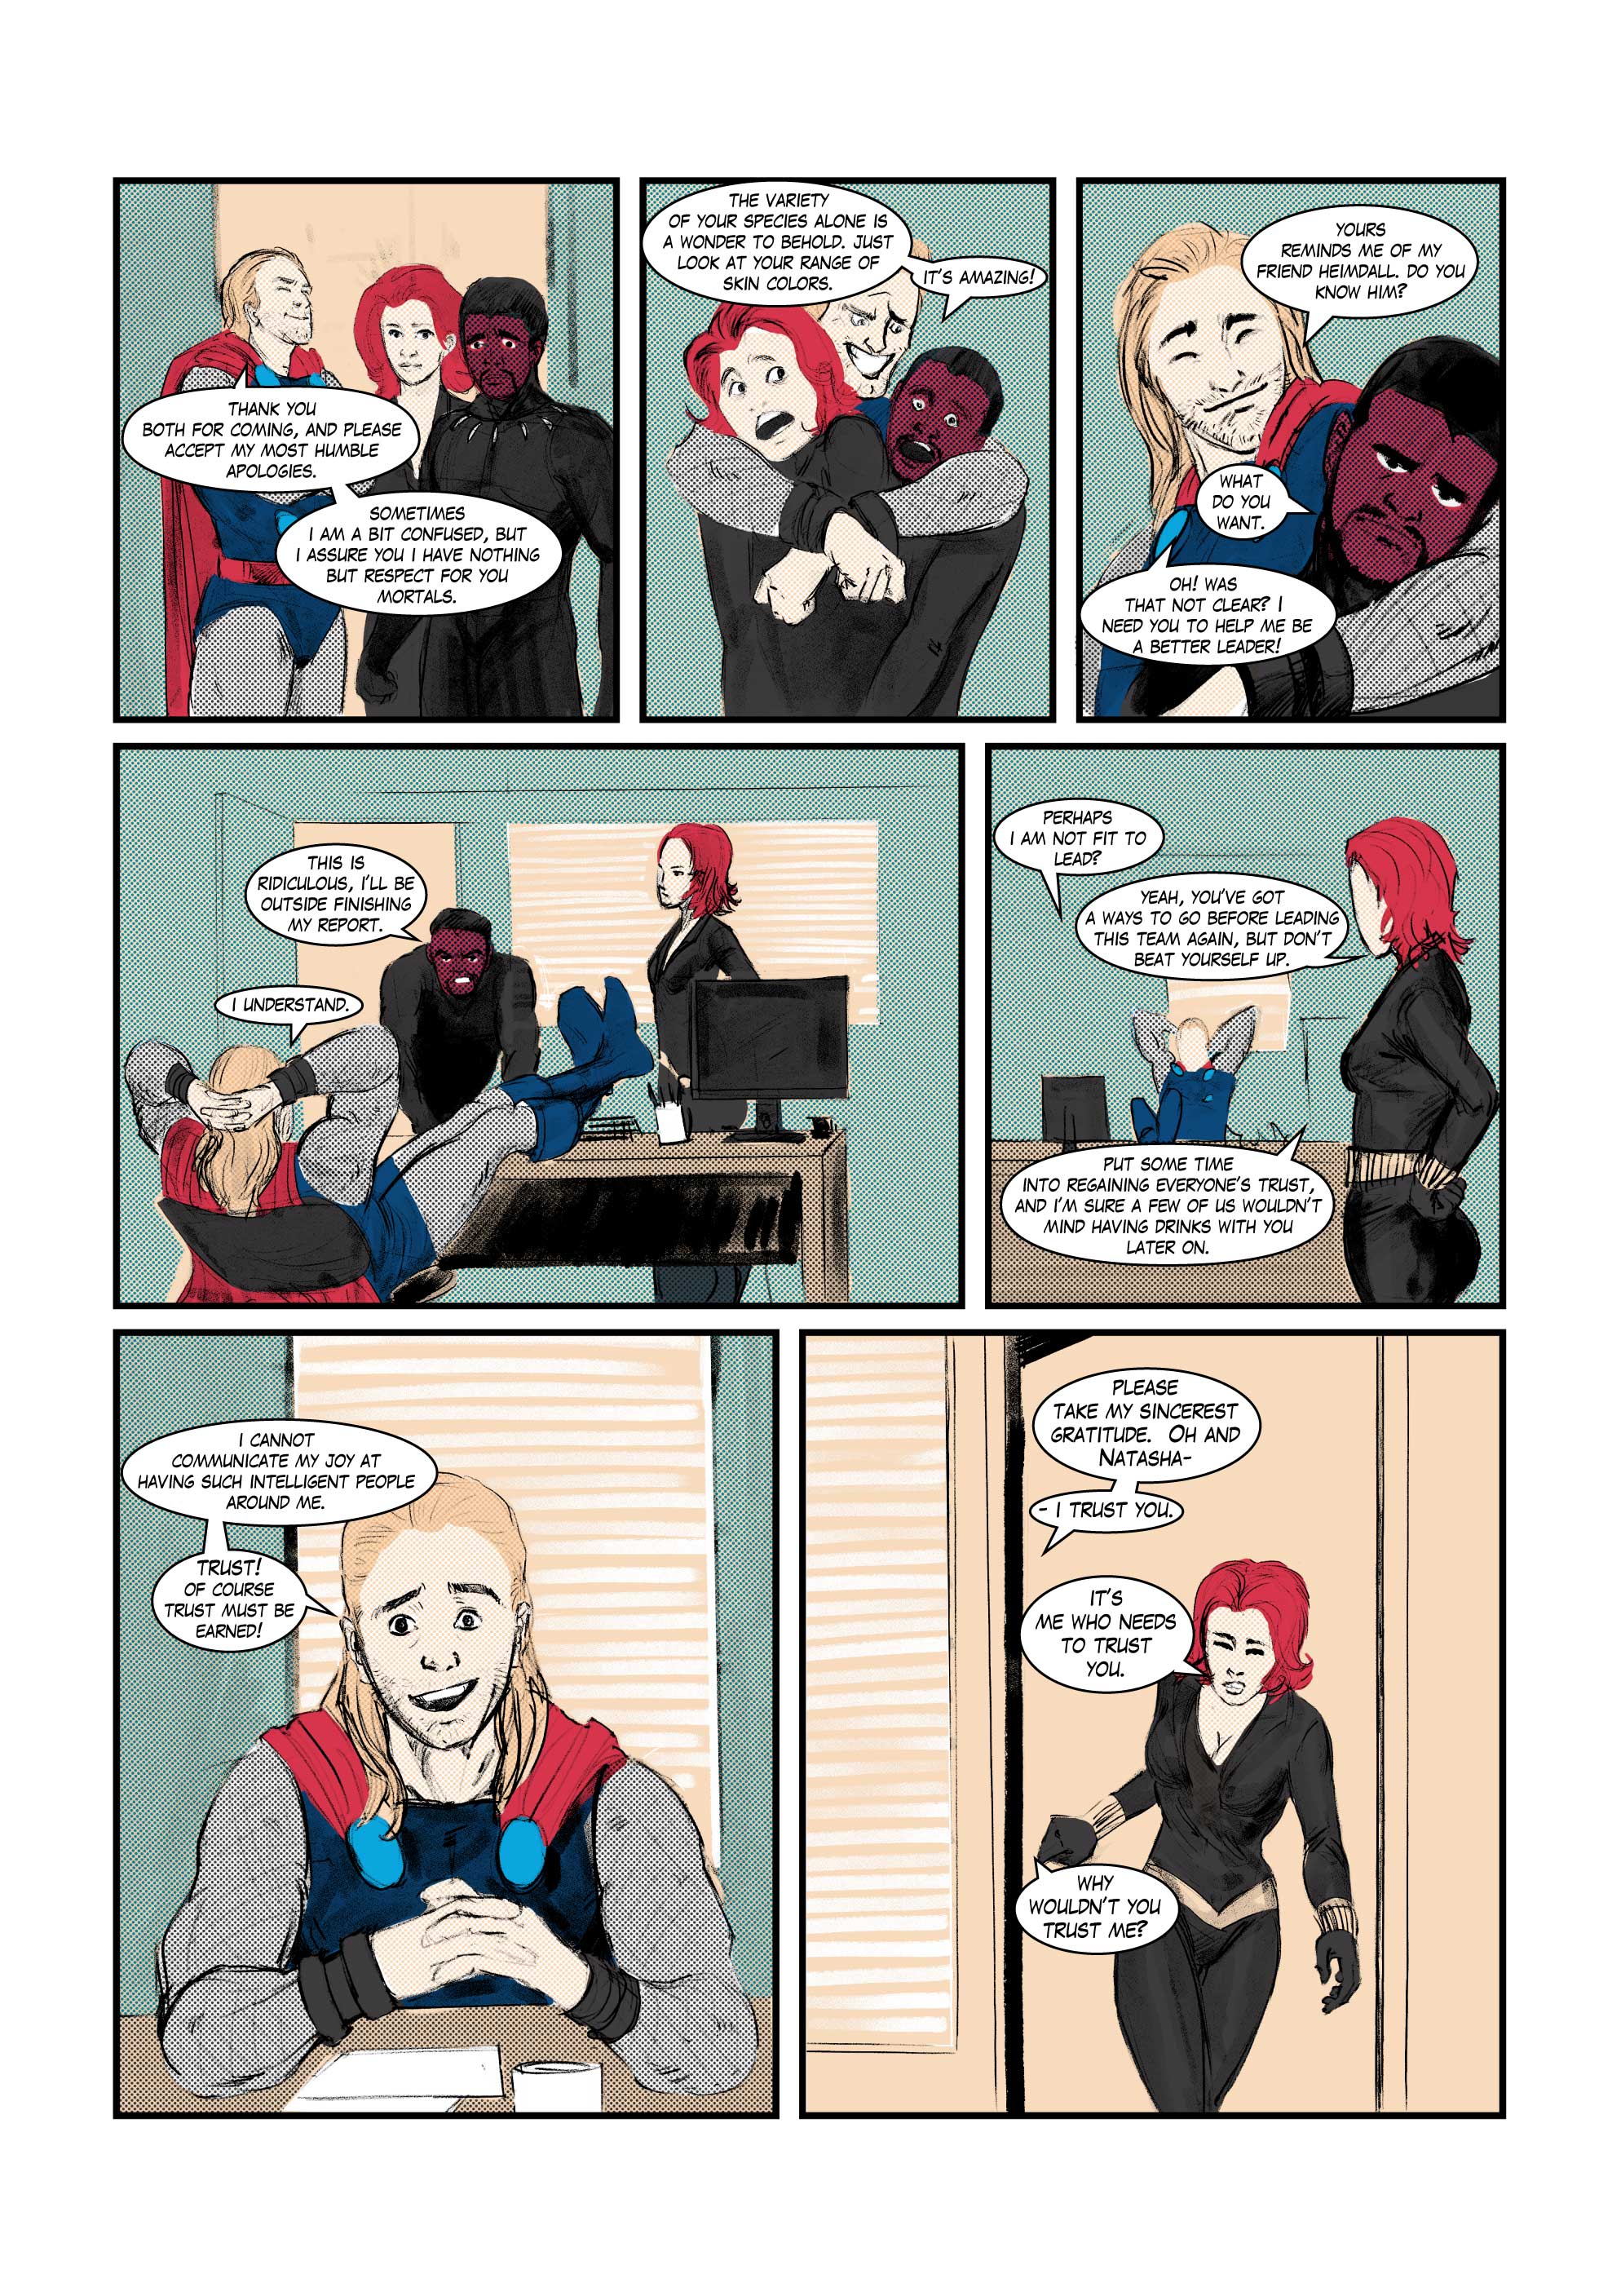 THANK YOU
BOTH FOR COMING, AND PLEASE
ACCEPT MY MOST HUMBLE
APOLOGIES.
SOMETIMES
I AM A BIT CONFUSED, BUT
I ASSURE YOU I HAVE NOTHING
BUT RESPECT FOR YOU
MORTALS.
THE VARIETY
OF YOUR SPECIES ALONE IS
A WONDER TO BEHOLD. JUST
LOOK AT YOUR RANGE OF
SKIN COLORS.
IT'S AMAZING!
YOURS
REMINDS ME OF MY
FRIEND HEIMDALL. DO YOU
KNOW HIM?
WHAT
DO YOU
WANT.
OH! WAS
THAT NOT CLEAR? I
NEED YOU TO HELP ME BE
A BETTER LEADER!
THIS IS
RIDICULOUS, I'LL BE
OUTSIDE FINISHING
MY REPORT.
I UNDERSTAND.
PERHAPS
I AM NOT FIT TO
LEAD?
YEAH, YOU'VE GOT
A WAYS TO GO BEFORE LEADING
THIS TEAM AGAIN, BUT DON'T
BEAT YOURSELF UP.
PUT SOME TIME
INTO REGAINING EVERYONE'S TRUST,
AND I'M SURE A FEW OF US WOULDN'T
MIND HAVING DRINKS WITH YOU
LATER ON.
I CANNOT
COMMUNICATE MY JOY AT
HAVING SUCH INTELLIGENT PEOPLE
AROUND ME.
TRUST!
OF COURSE
TRUST MUST BE
EARNED!
PLEASE
TAKE MY SINCEREST
GRATITUDE. OH AND
NATASHA-
- I TRUST YOU.
IT'S
ME WHO NEEDS
TO TRUST
YOU.
WHY
WOULDN'T YOU
TRUST ME?